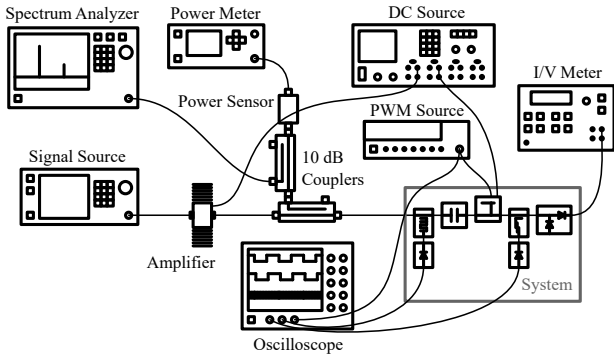 Spectrum Analyzer
Power Meter
DC Source
I/V Meter
Power Sensor
PWM Source
Signal Source
10 dB
Couplers
Amplifier
System
Oscilloscope